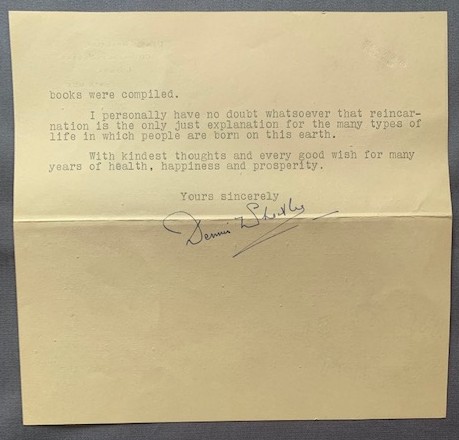 books were compiled.
I personally have no doubt whatsoever that reincar-
nation is the only just explanation for the many types of
life in which people are born on this earth.
With kindest thoughts and every good wish for many
years of health, happiness and prosperity.
Yours sincerely
Dennis Wheatley